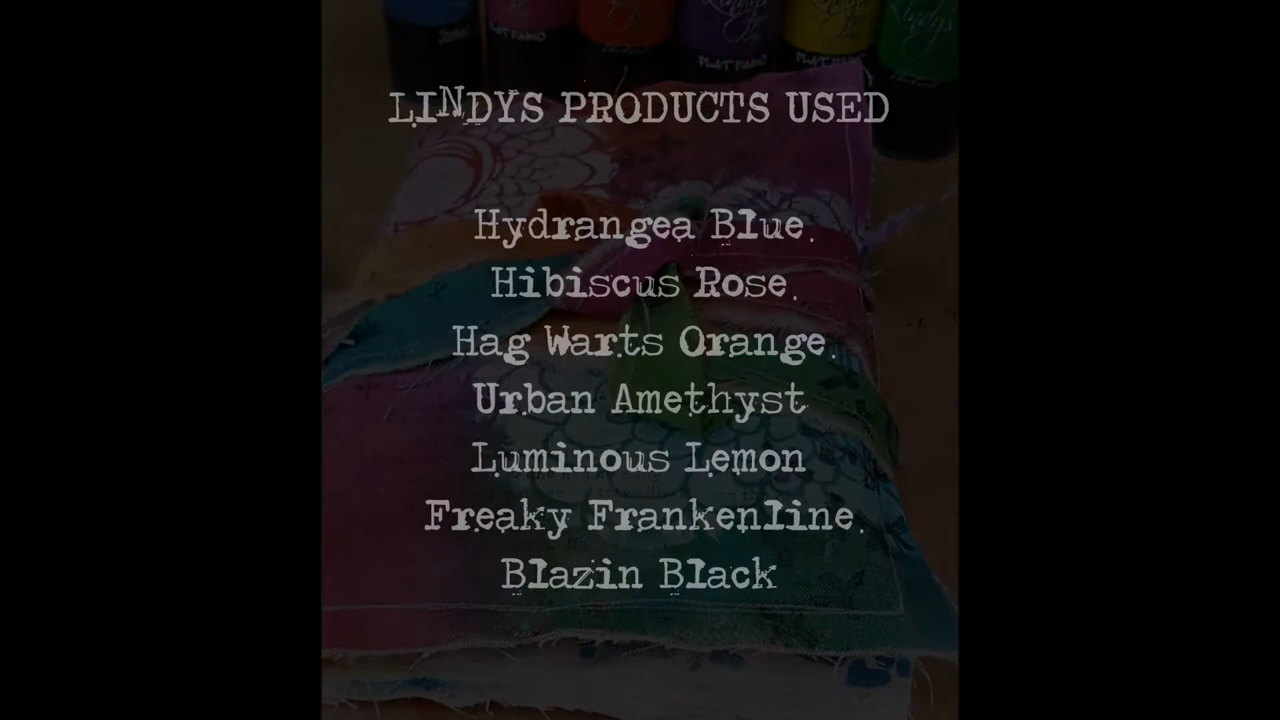 LINDYS PRODUCTS USED
Hydrangea Blue.
Hibiscus Rose.
Hag Warts Orange.
Urban Amethyst
Luminous Lemon
Freaky Frankenline.
Blazin Black